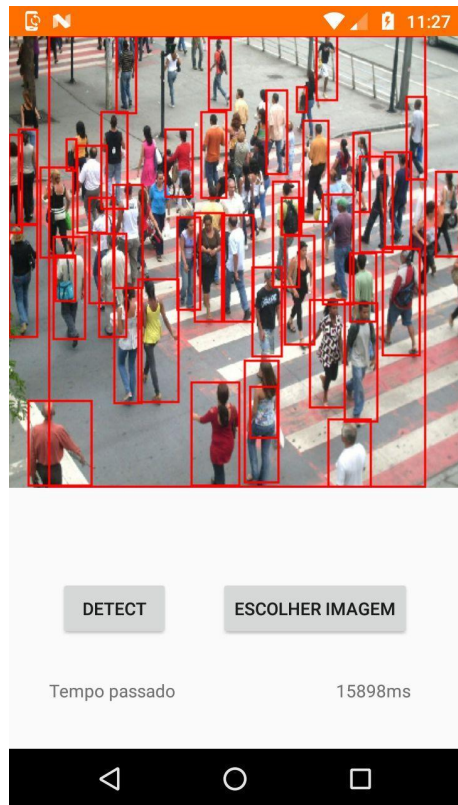 11:27
DETECT
ESCOLHER IMAGEM
Tempo passado
15898ms